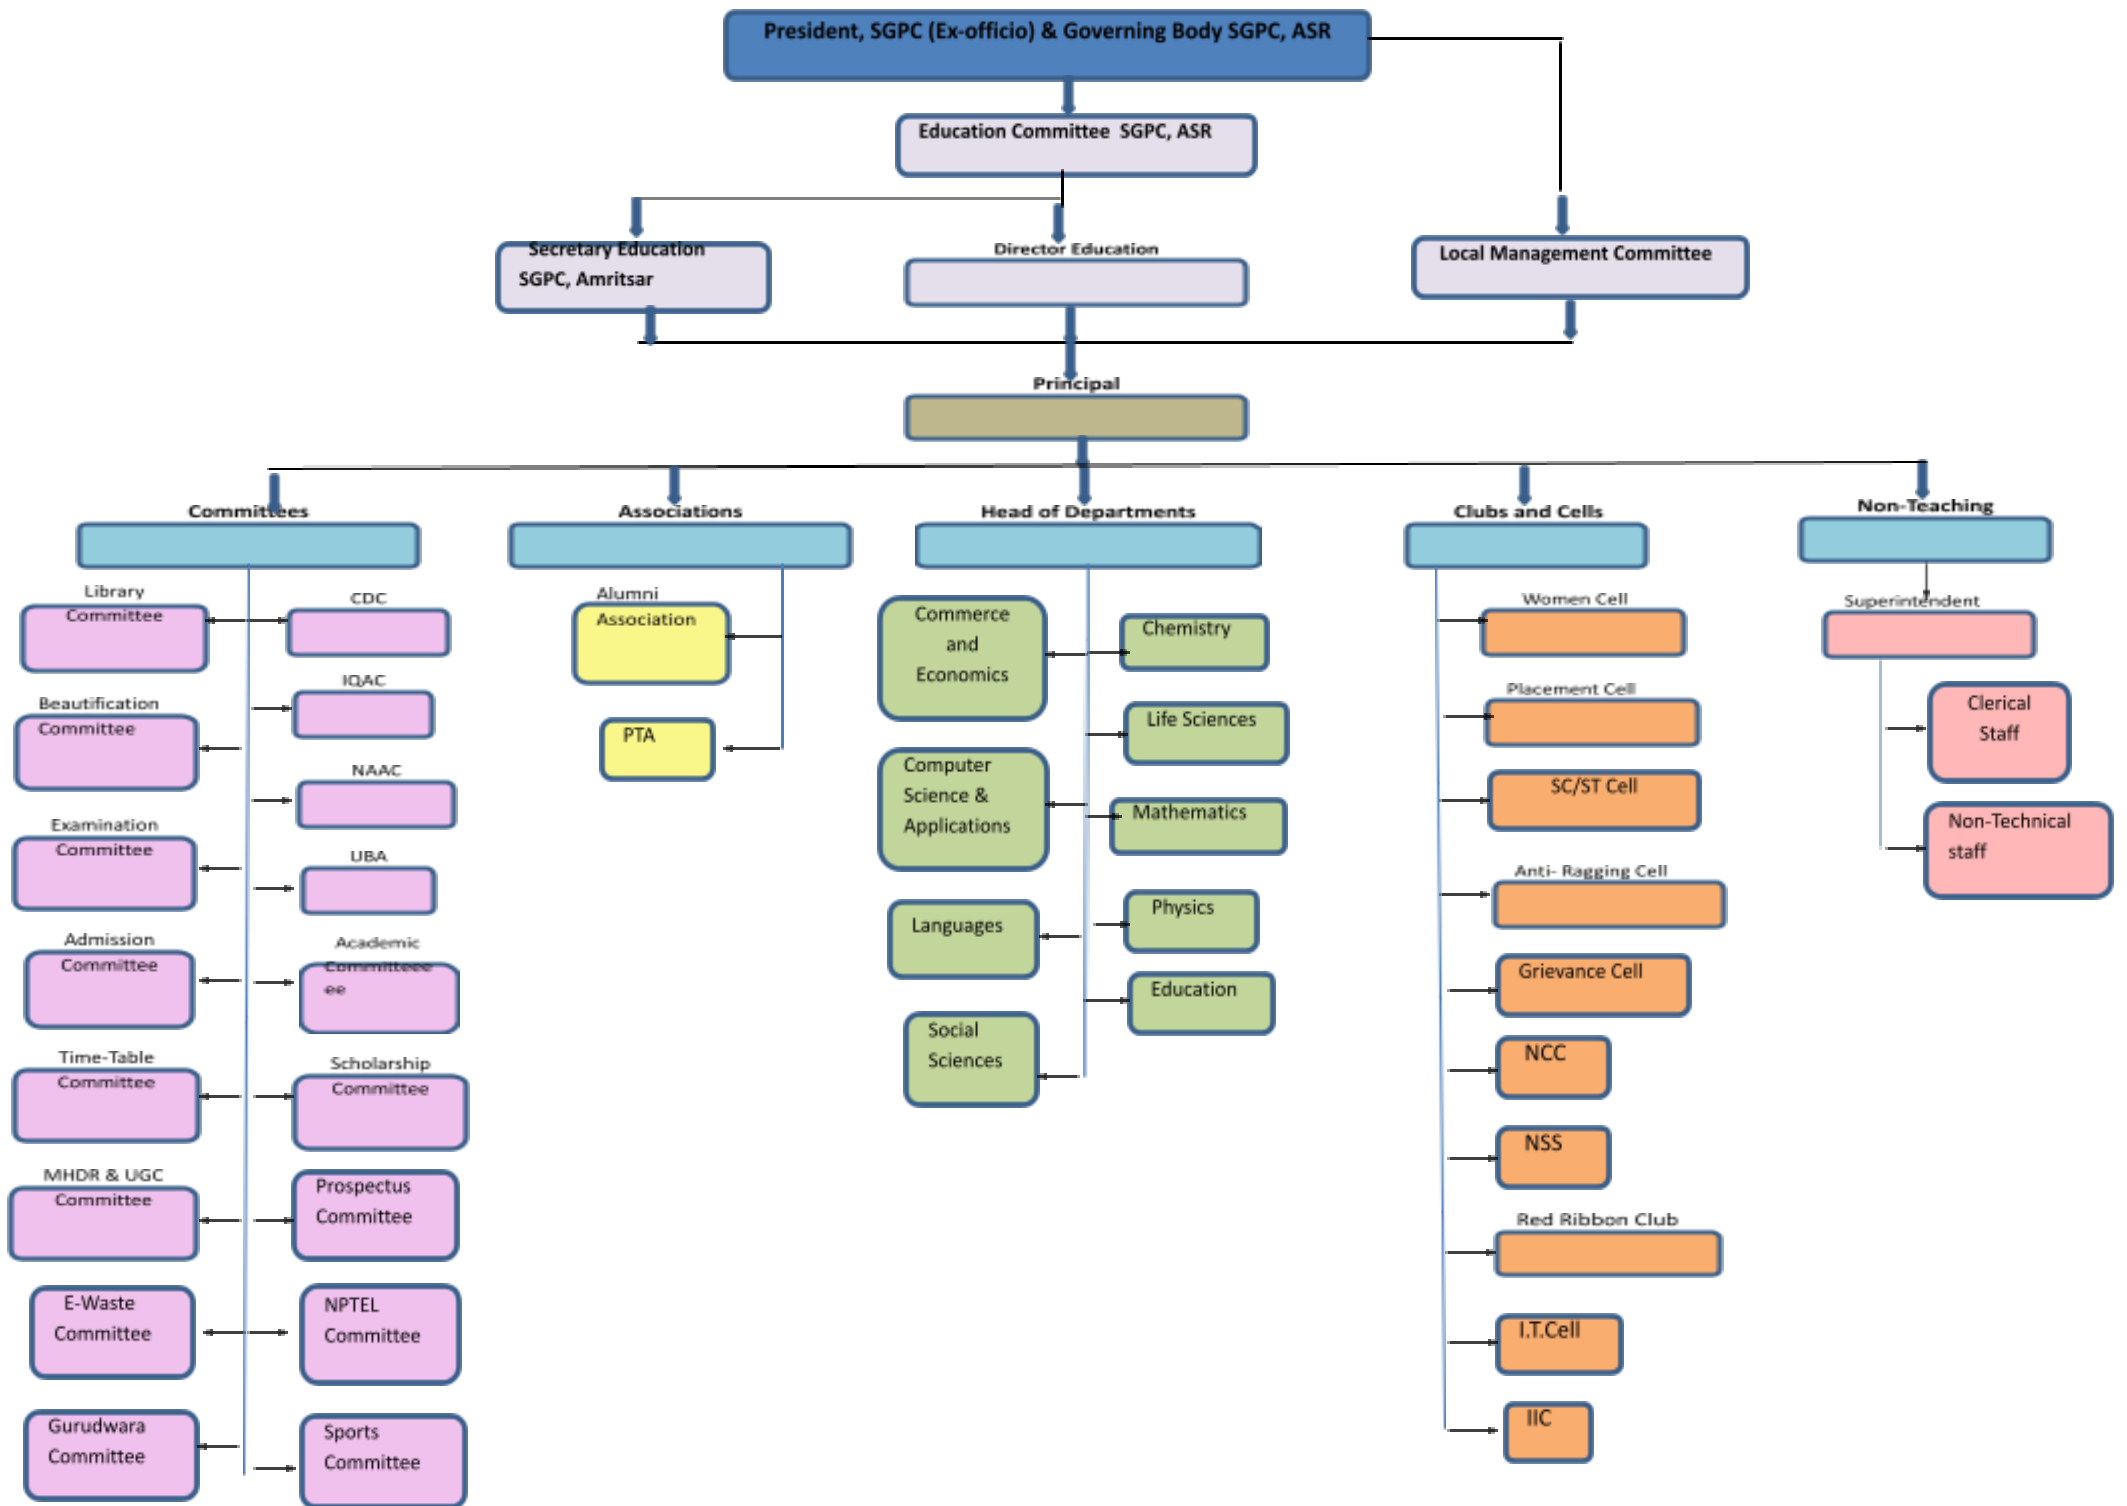 President, SGPC (Ex-officio) & Governing Body SGPC, ASR
Education Committee SGPC, ASR
Secretary Education
SGPC, Amritsar
Director Education
Local Management Committee
Principal
Committees
Associations
Head of Departments
Clubs and Cells
Non-Teaching
Library
Committee
CDC
Beautification
Committee
IQAC
NAAC
Examination
Committee
UBA
Admission
Committee
Academic
Committeee
ee
Time-Table
Committee
Scholarship
Committee
MHDR & UGC
Committee
Prospectus
Committee
E-Waste
Committee
NPTEL
Committee
Gurudwara
Committee
Sports
Committee
Alumni
Association
PTA
Commerce
and
Economics
Chemistry
Life Sciences
Computer
Science &
Applications
Mathematics
Languages
Physics
Education
Social
Sciences
Women Cell
Placement Cell
SC/ST Cell
Anti- Ragging Cell
Grievance Cell
NCC
NSS
Red Ribbon Club
I.T.Cell
IIC
Superintendent
Clerical
Staff
Non-Technical
staff